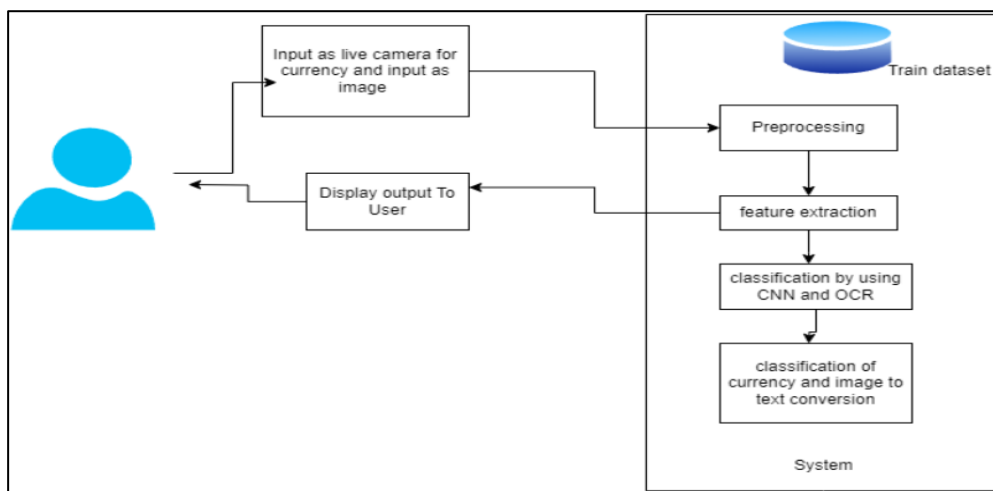 Input as live camera for
currency and input as
image
Train dataset
Preprocessing
Display output To
User
feature extraction
classification by using
CNN and OCR
classification of
currency and image to
text conversion
System